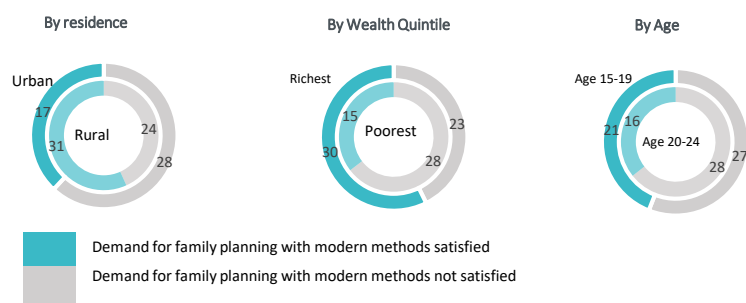 By residence
Urban
17
31
Rural
24
28
By Wealth Quintile
Richest
15
30
Poorest
23
28
By Age
Age 15-19
16
21
Age 20-24
27
28
Demand for family planning with modern methods satisfied
Demand for family planning with modern methods not satisfied